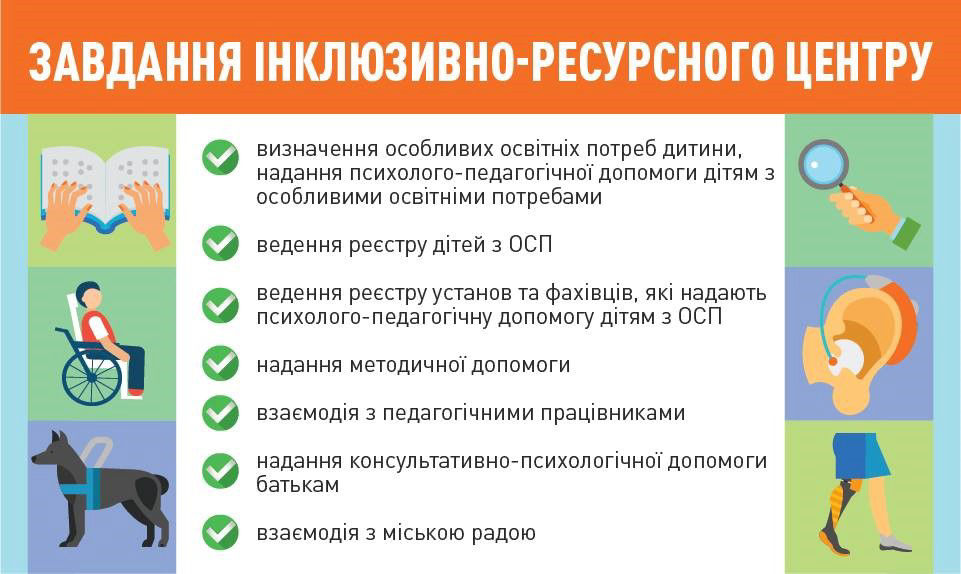 ЗАВДАННЯ ІНКЛЮЗИВНО-РЕСУРСНОГО ЦЕНТРУ
визначення особливих освітніх потреб дитини,
надання психолого-педагогічної допомоги дітям з
особливими освітніми потребами
ведення реєстру дітей з ОСП
ведення реєстру установ та фахівців, які надають
психолого-педагогічну допомогу дітям з ОСП
надання методичної допомоги
взаємодія з педагогічними працівниками
надання консультативно-психологічної допомоги
батькам
взаємодія з міською радою